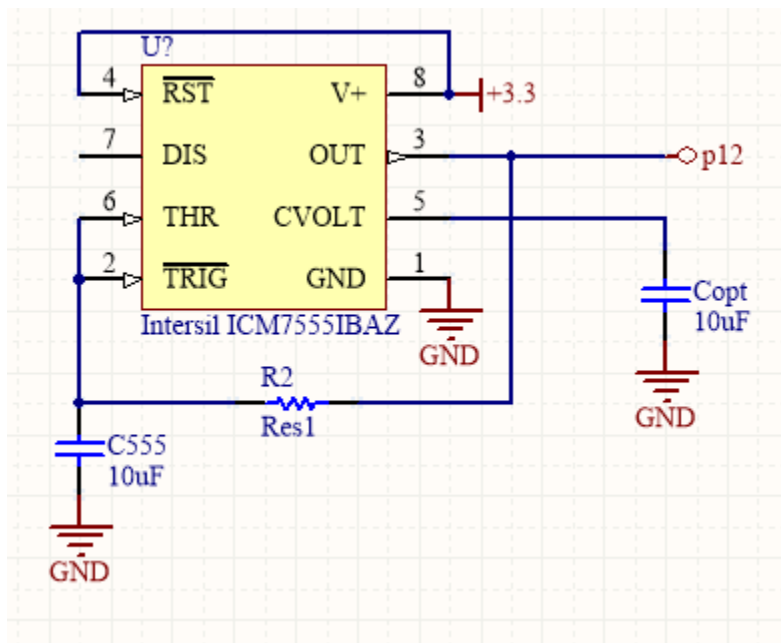 U?
4
RST
V+
8
+3.3
7
DIS
OUT
3
p12
6
THR
CVOLT
5
2
TRIG
GND
1
Intersil ICM7555IBAZ
GND
Copt
10uF
GND
R2
Res1
C555
10uF
GND